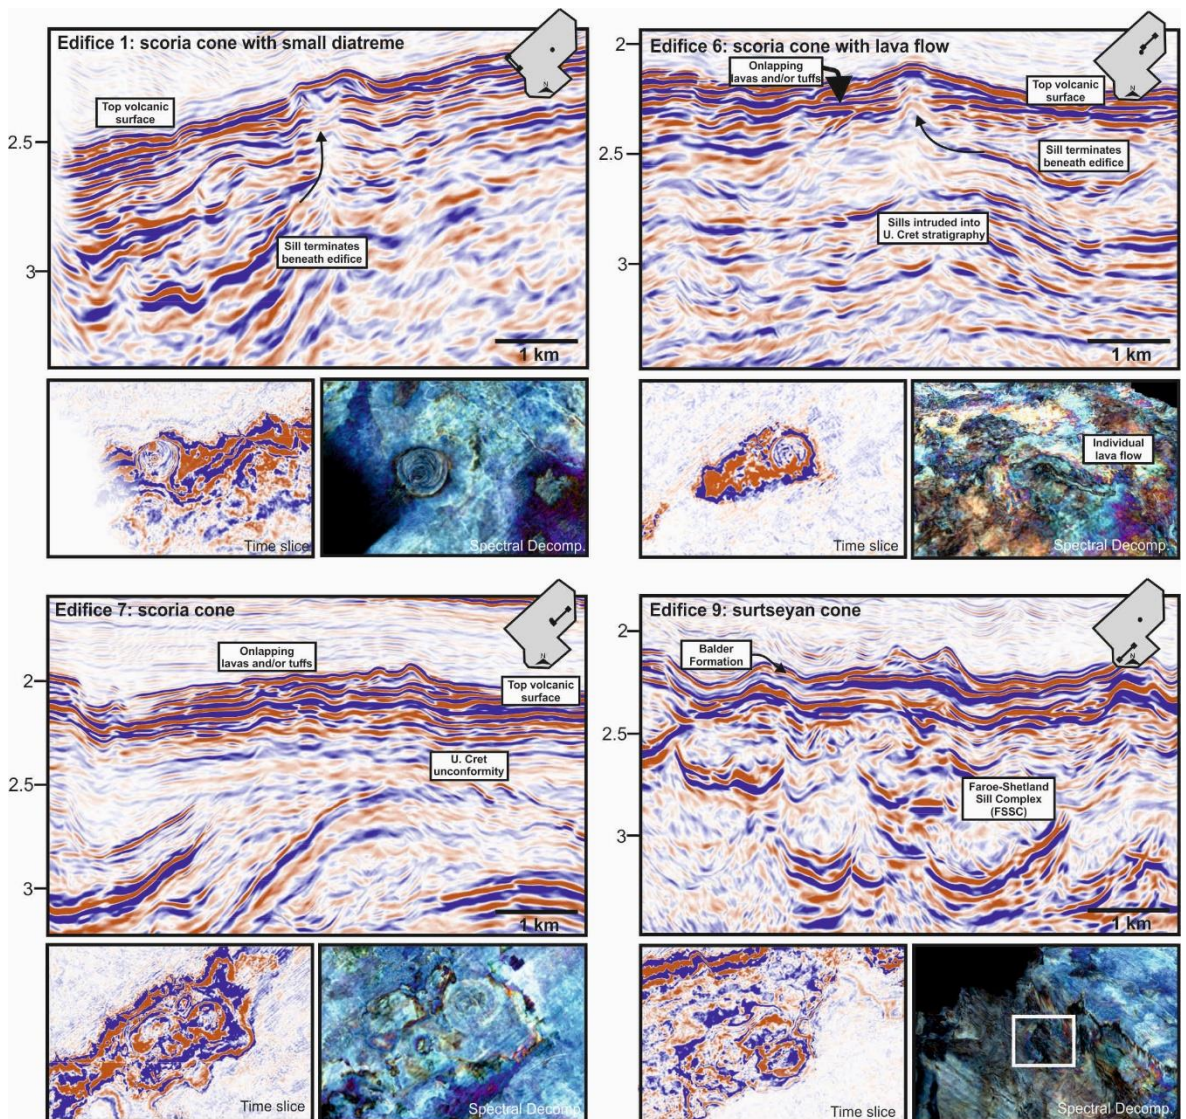 Edifice 1: scoria cone with small diatreme
Top volcanic
surface
2.5
3
Sill terminates
beneath edifice
N
1 km
Time slice
Spectral Decomp.
Edifice 6: scoria cone with lava flow
2
Onlapping
lavas and/or tuffs
Top volcanic
surface
2.5
Sill terminates
beneath edifice
Sills intruded into
U. Cret stratigraphy
3
N
1 km
Individual
lava flow
Time slice
Spectral Decomp.
Edifice 7: scoria cone
Onlapping
lavas and/or tuffs
2
Top volcanic
surface
U. Cret
unconformity
2.5
3
N
1 km
Time slice
Spectral Decomp.
Edifice 9: surtseyan cone
2
Balder
Formation
2.5
Faroe-Shetland
Sill Complex
(FSSC)
3
N
1 km
Time slice
Spectral Decomp.